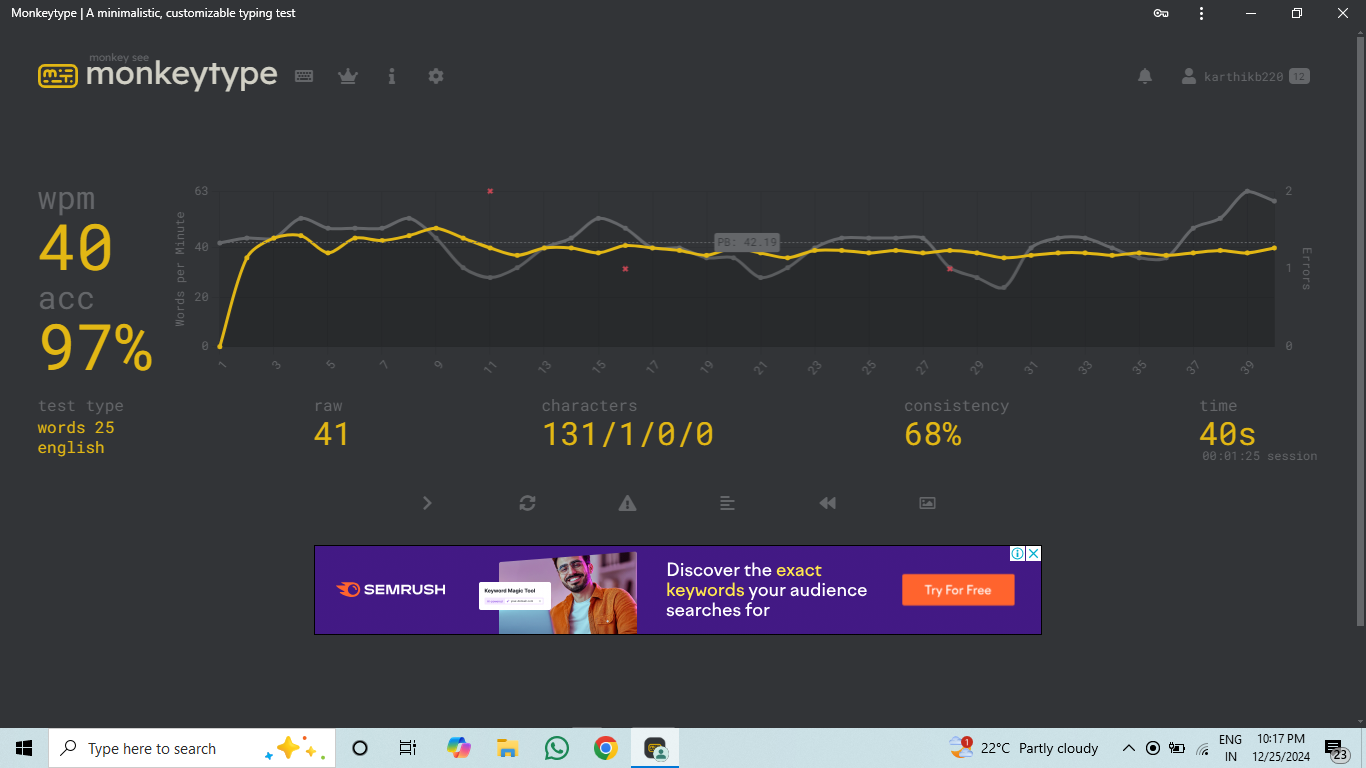 Monkeytype | A minimalistic, customizable typing test
monkey see
monkeytype
karthikb220 12
wpm
40
acc
97%
Words per Minute
63
40
20
0
PB: 42.19
2
1
0
Errors
1 3 5 7 9 11 13 15 17 19 21 23 25 27 29 31 33 35 37 39
test type
words 25
english
raw
41
characters
131/1/0/0
consistency
68%
time
40s
00:01:25 session
SEMRUSH
Keyword Magic Tool
Discover the exact
keywords your audience
searches for
Try For Free
Type here to search
1
22°C Partly cloudy
ENG
IN
10:17 PM
12/25/2024
23